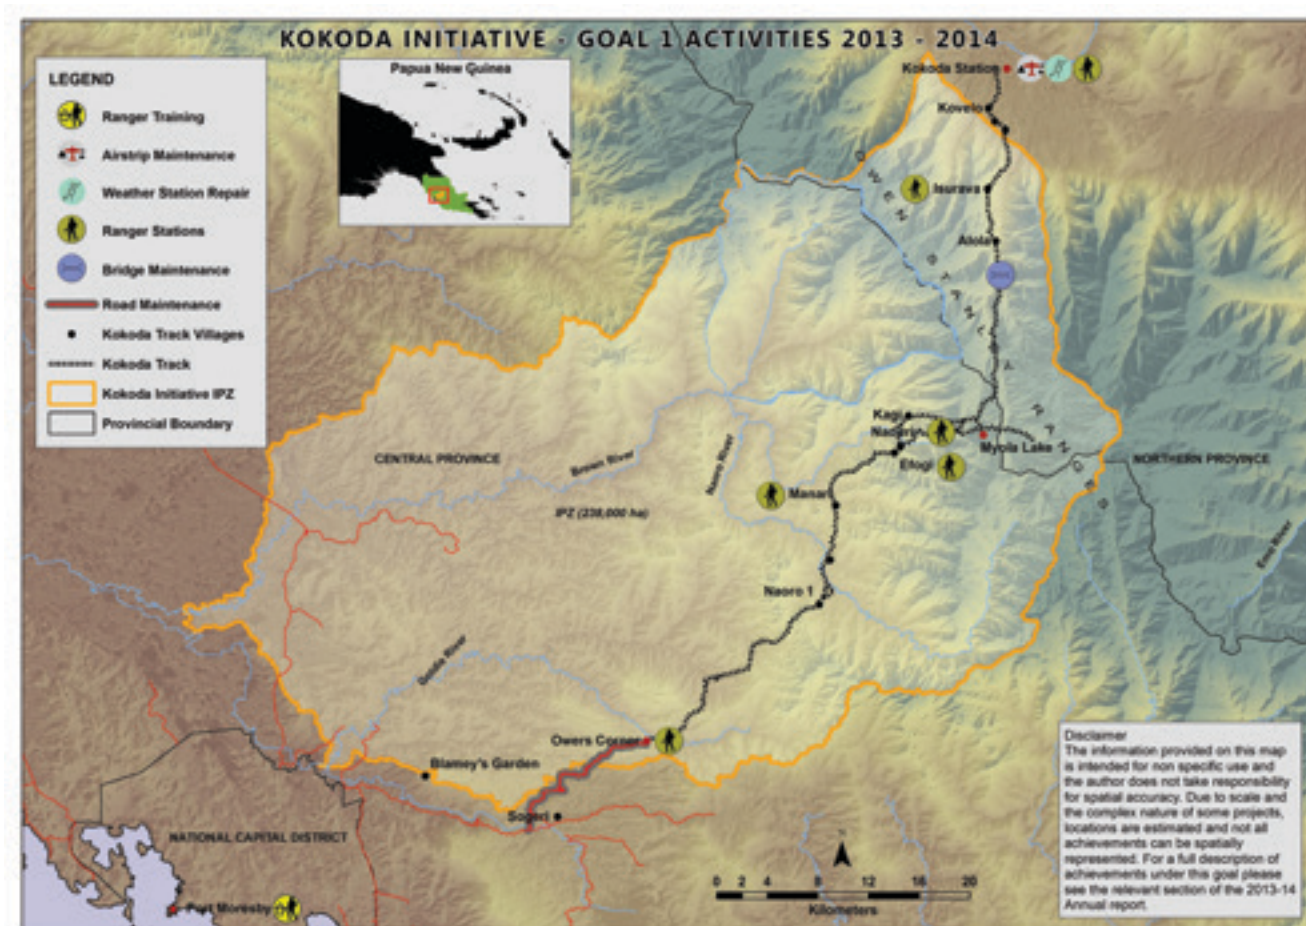 KOKODA INITIATIVE - GOAL 1 ACTIVITIES 2013 - 2014
LEGEND
Ranger Training
Airstrip Maintenance
Weather Station Repair
Ranger Stations
Bridge Maintenance
Road Maintenance
Kokoda Track Villages
Kokoda Track
Kokoda Initiative IPZ
Provincial Boundary
Papua New Guinea
Kokoda Station
Kovelo
Isurava
Alola
OWEN STANLEY RANGES
Kagi
Myola Lake
Efogi
Manari
CENTRAL PROVINCE
Brown River
Naoro River
NORTHERN PROVINCE
IPZ (238,000 ha)
Naoro 1
Goldie River
Owers Corner
Blamey's Garden
Sogeri
NATIONAL CAPITAL DISTRICT
Port Moresby
N
0 2 4 8 12 16 20
Kilometers
Disclaimer
The information provided on this map
is intended for non specific use and
the author does not take responsibility
for spatial accuracy. Due to scale and
the complex nature of some projects,
locations are estimated and not all
achievements can be spatially
represented. For a full description of
achievements under this goal please
see the relevant section of the 2013-14
Annual report.